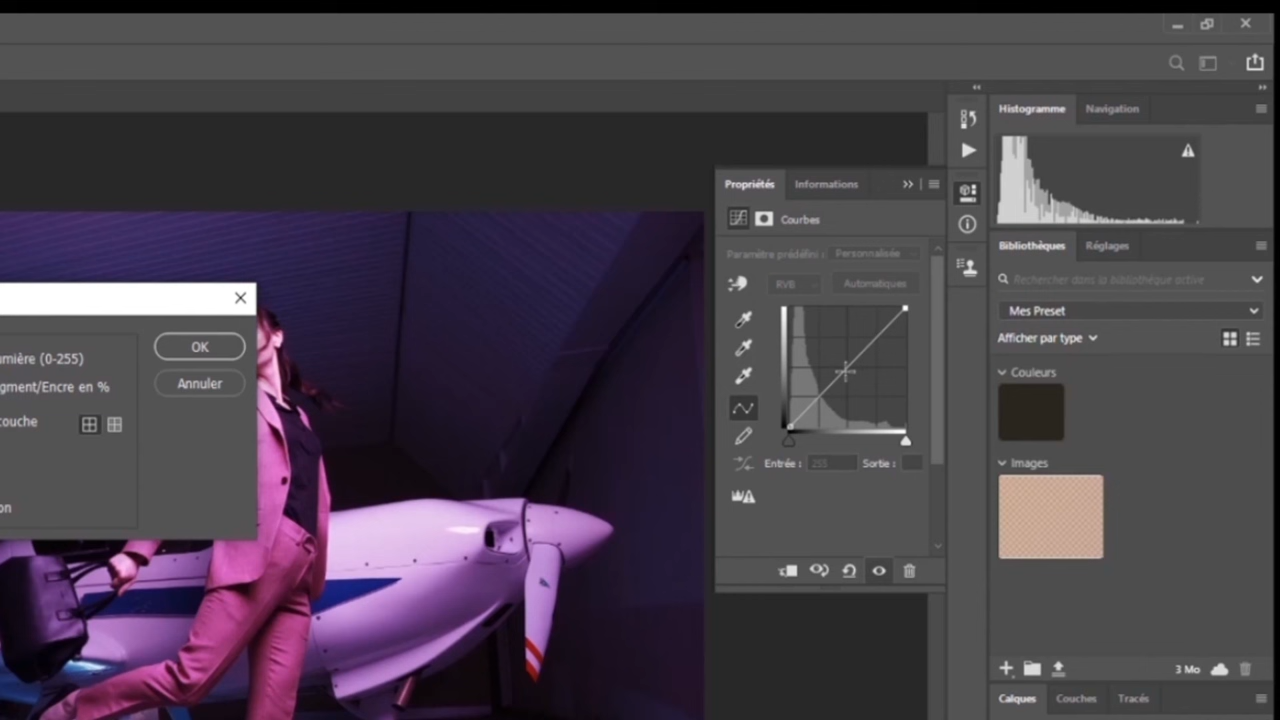 Histogramme Navigation
Propriétés Informations
Courbes
Paramètre prédéfini : Personnalisée
RVB Automatiques
Entrée : 255 Sortie :
Bibliothèques Réglages
Rechercher dans la bibliothèque active
Mes Preset
Afficher par type
Couleurs
Images
3 Mo
Calques Couches Tracés
umière (0-255)
gment/Encre en %
couche
on
OK
Annuler